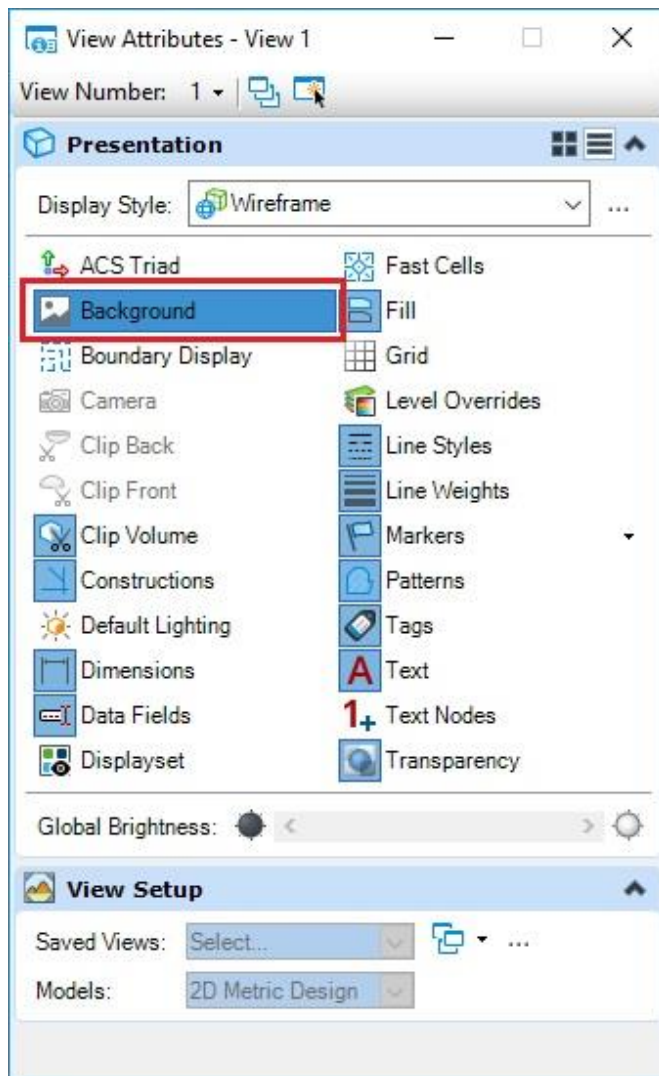 View Attributes - View 1
View Number: 1
Presentation
Display Style: Wireframe ...
ACS Triad Fast Cells
Background Fill
Boundary Display Grid
Camera Level Overrides
Clip Back Line Styles
Clip Front Line Weights
Clip Volume Markers
Constructions Patterns
Default Lighting Tags
Dimensions Text
Data Fields Text Nodes
Displayset Transparency
Global Brightness:
View Setup
Saved Views: Select... ...
Models: 2D Metric Design